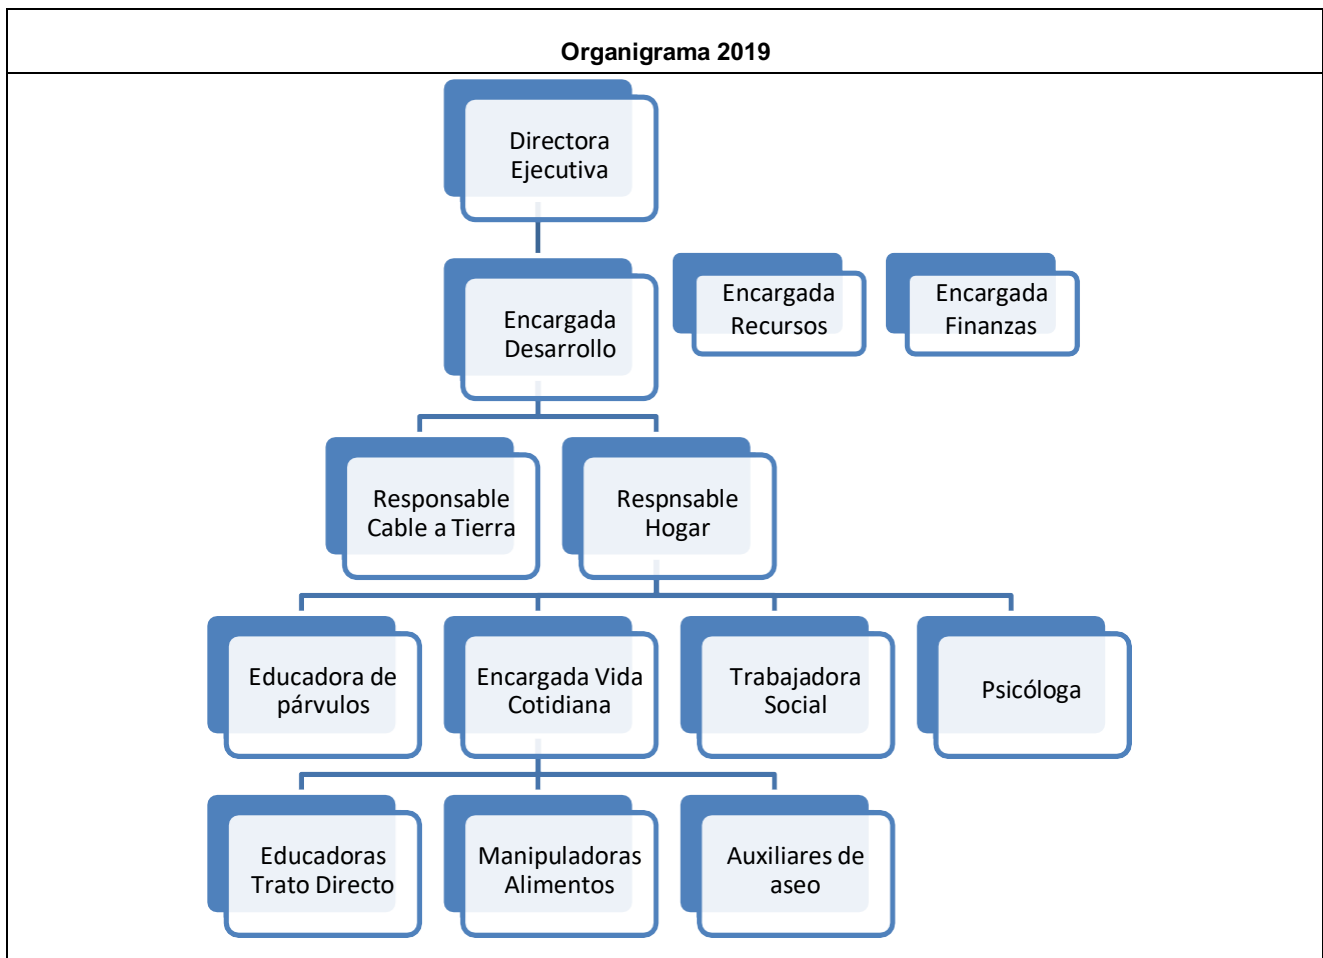 Organigrama 2019
Directora
Ejecutiva
Encargada
Desarrollo
Encargada
Recursos
Encargada
Finanzas
Responsable
Cable a Tierra
Respnsable
Hogar
Educadora de
párvulos
Encargada Vida
Cotidiana
Trabajadora
Social
Psicóloga
Educadoras
Trato Directo
Manipuladoras
Alimentos
Auxiliares de
aseo